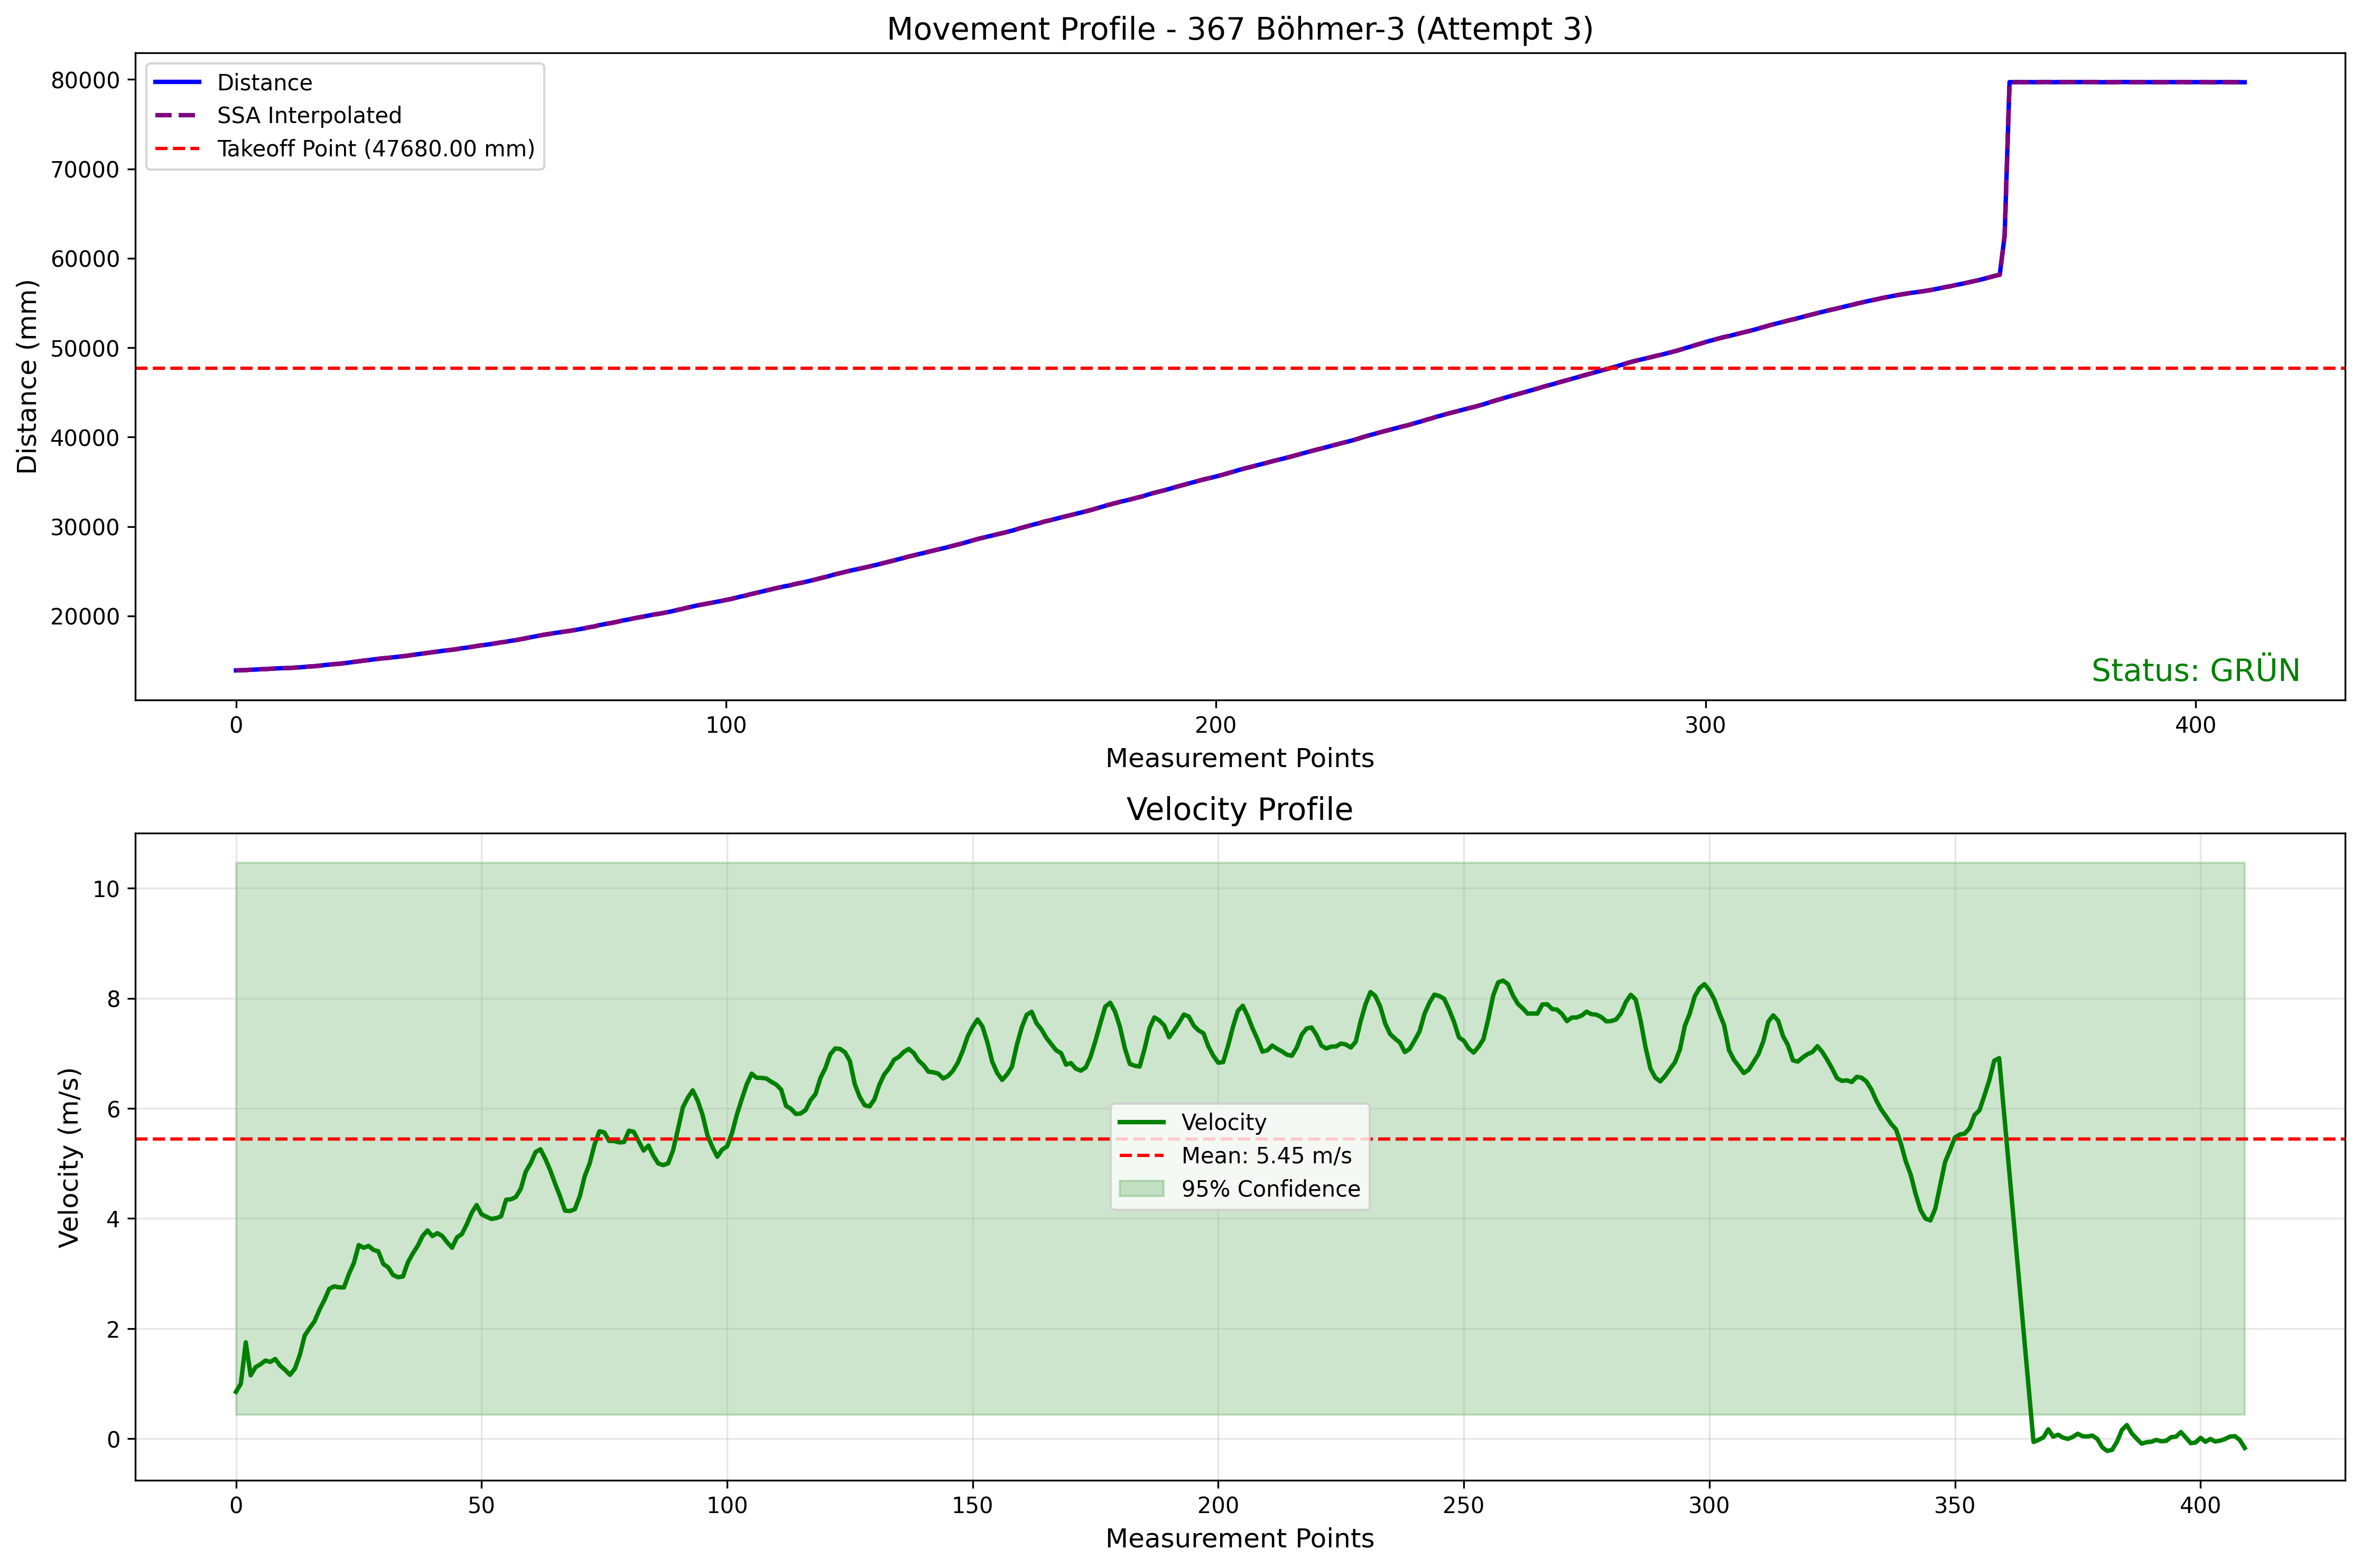 Movement Profile - 367 Böhmer-3 (Attempt 3)
Distance (mm)
80000
70000
60000
50000
40000
30000
20000
Distance
SSA Interpolated
Takeoff Point (47680.00 mm)
Status: GRÜN
0 100 200 300 400
Measurement Points
Velocity Profile
Velocity (m/s)
10
8
6
4
2
0
Velocity
Mean: 5.45 m/s
95% Confidence
0 50 100 150 200 250 300 350 400
Measurement Points